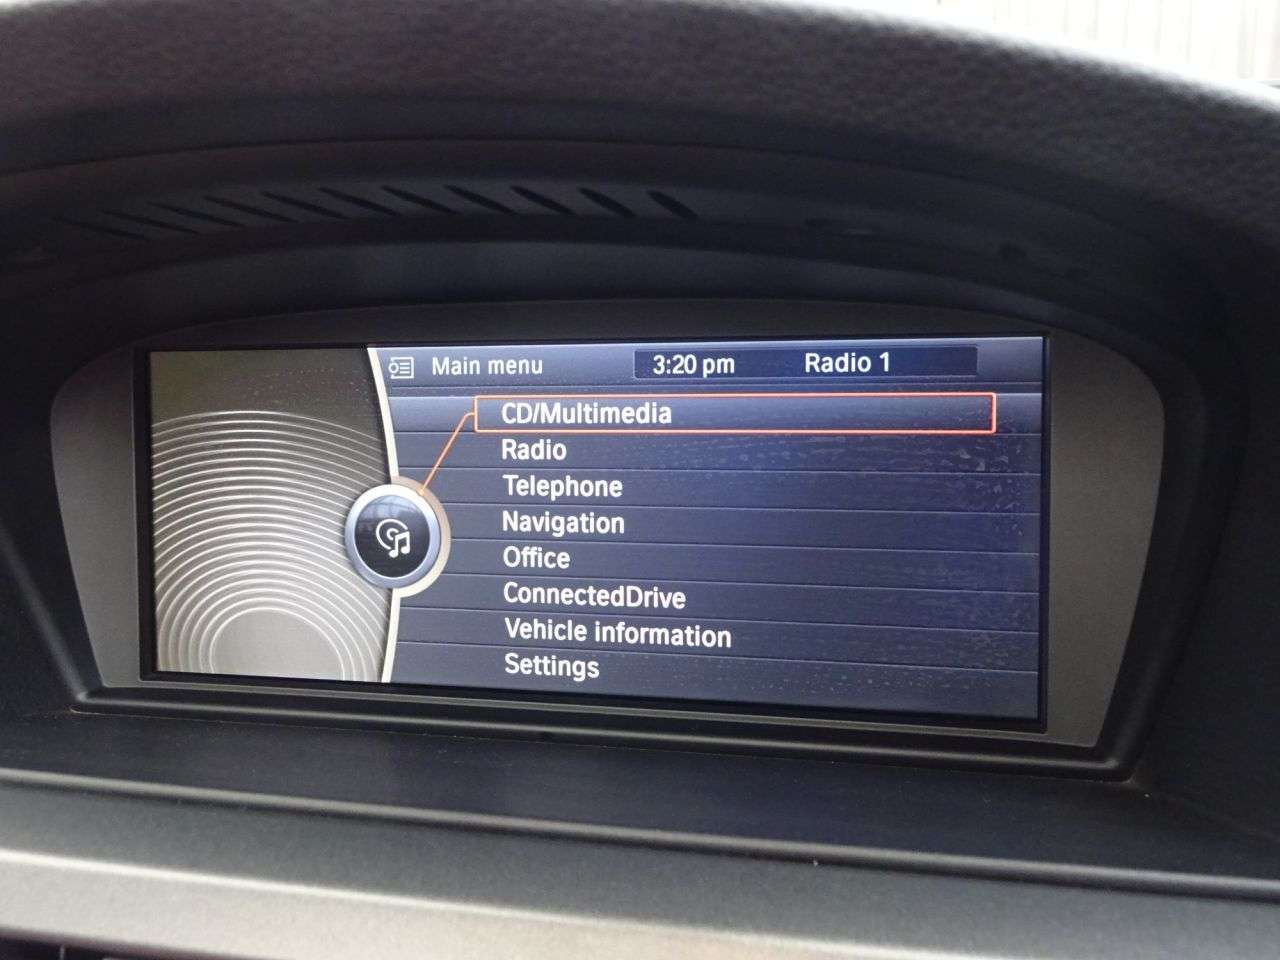 Main menu 3:20 pm Radio 1
CD/Multimedia
Radio
Telephone
Navigation
Office
ConnectedDrive
Vehicle information
Settings